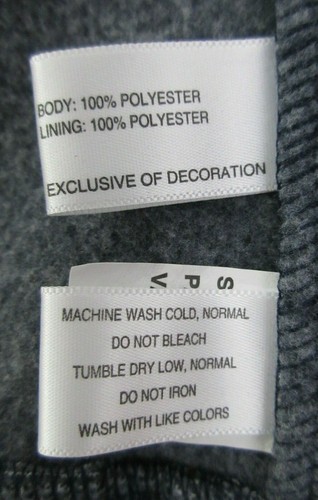 BODY: 100% POLYESTER
LINING: 100% POLYESTER
EXCLUSIVE OF DECORATION
S P V
MACHINE WASH COLD, NORMAL
DO NOT BLEACH
TUMBLE DRY LOW, NORMAL
DO NOT IRON
WASH WITH LIKE COLORS